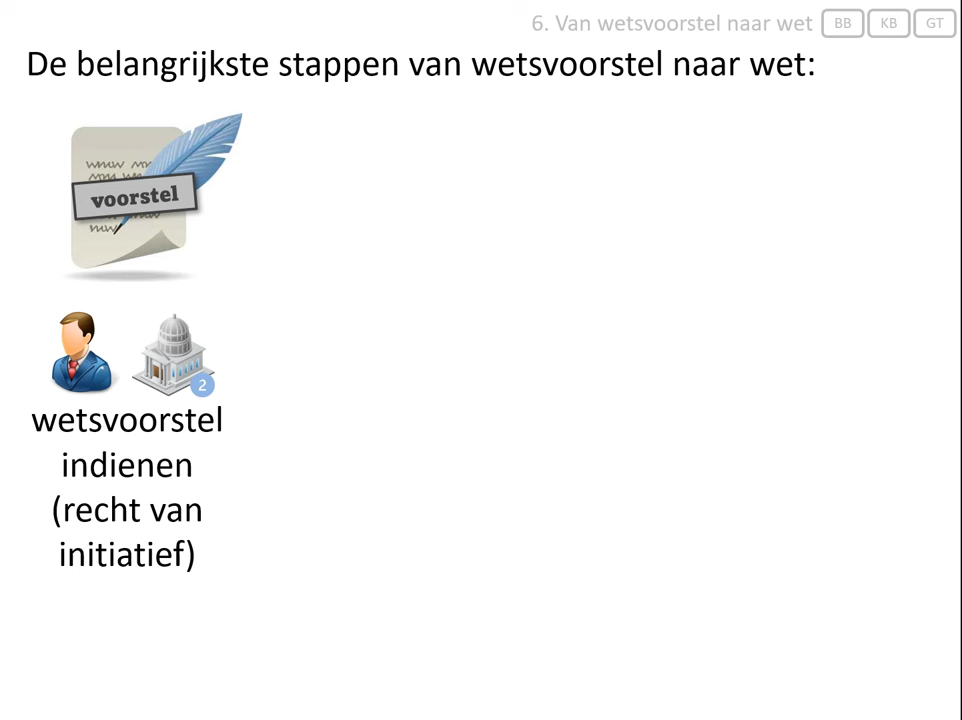 6. Van wetsvoorstel naar wet BB KB GT
De belangrijkste stappen van wetsvoorstel naar wet:
voorstel
2
wetsvoorstel
indienen
(recht van
initiatief)